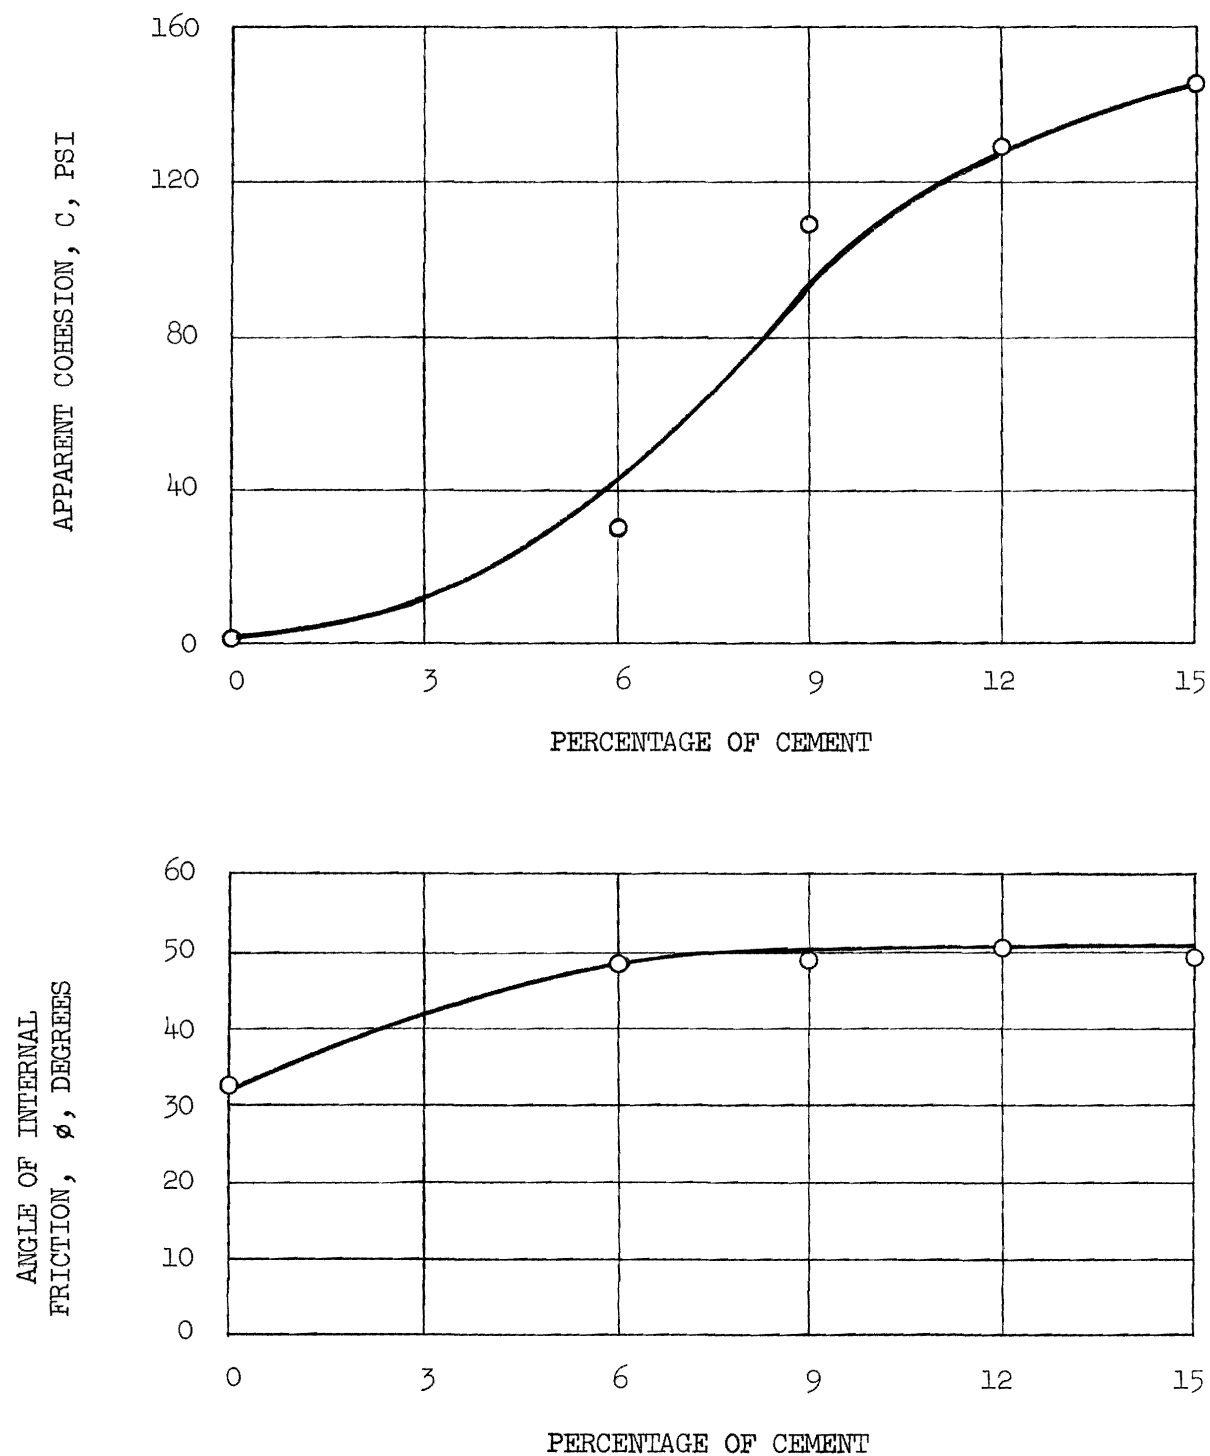 160
120
80
40
0
APPARENT COHESION, C, PSI
0 3 6 9 12 15
PERCENTAGE OF CEMENT
60
50
40
30
20
10
0
ANGLE OF INTERNAL
FRICTION, ø, DEGREES
0 3 6 9 12 15
PERCENTAGE OF CEMENT